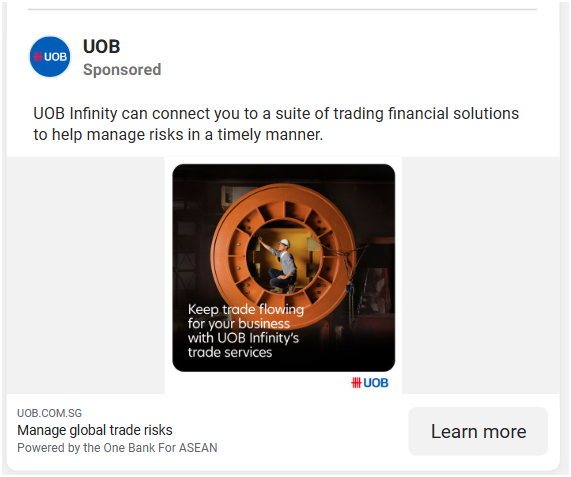 UOB
UOB
Sponsored
UOB Infinity can connect you to a suite of trading financial solutions
to help manage risks in a timely manner.
Keep trade flowing
for your business
with UOB Infinity's
trade services
UOB
UOB.COM.SG
Manage global trade risks
Powered by the One Bank For ASEAN
Learn more